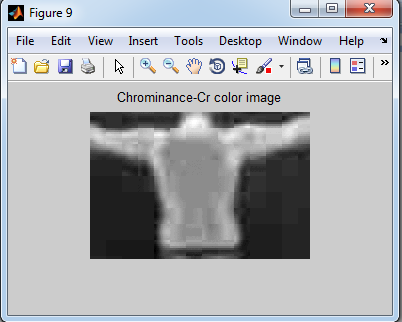 Figure 9
File Edit View Insert Tools Desktop Window Help
Chrominance-Cr color image